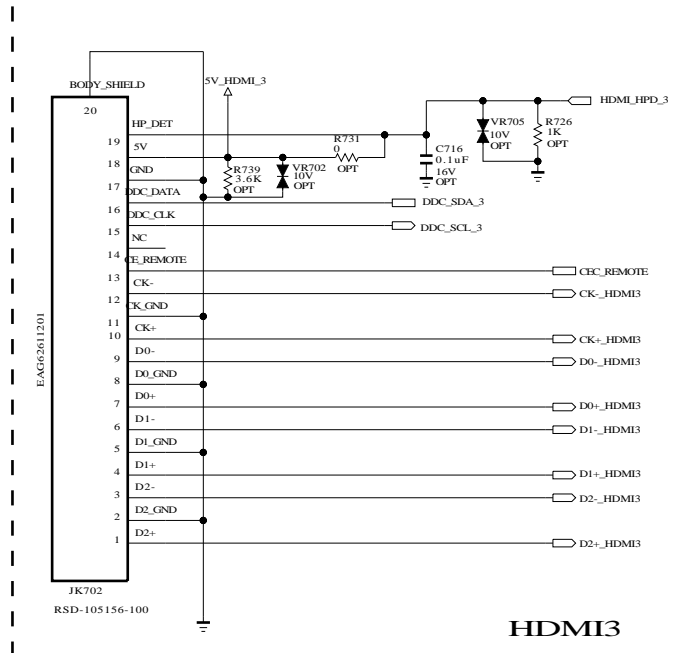 BODY_SHIELD
20
5V_HDMI_3
HP_DET
19
5V
18
GND
17
DDC_DATA
16
DDC_CLK
15
NC
14
CE_REMOTE
13
CK-
12
CK_GND
11
CK+
10
D0-
9
D0_GND
8
D0+
7
D1-
6
D1_GND
5
D1+
4
D2-
3
D2_GND
2
D2+
1
EAG62611201
JK702
RSD-105156-100
R739
3.6K
OPT
VR702
10V
OPT
R731
0
OPT
C716
0.1uF
16V
OPT
VR705
10V
OPT
R726
1K
OPT
HDMI_HPD_3
DDC_SDA_3
DDC_SCL_3
CEC_REMOTE
CK-_HDMI3
CK+_HDMI3
D0-_HDMI3
D0+_HDMI3
D1-_HDMI3
D1+_HDMI3
D2-_HDMI3
D2+_HDMI3
HDMI3